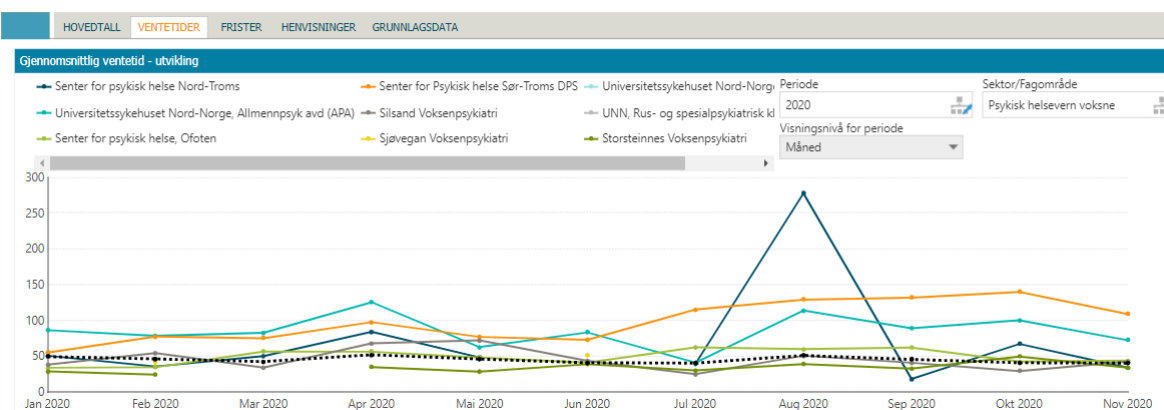 HOVEDTALL VENTETIDER FRISTER HENVISNINGER GRUNNLAGSDATA
Gjennomsnittlig ventetid - utvikling
Senter for psykisk helse Nord-Troms Senter for Psykisk helse Sør-Troms DPS Universitetssykehuset Nord-Norge
Universitetssykehuset Nord-Norge, Allmennpsyk avd (APA) Silsand Voksenpsykiatri UNN, Rus- og spesialpsykiatrisk kl
Senter for psykisk helse, Ofoten Sjøvegan Voksenpsykiatri Storsteinnes Voksenpsykiatri
Periode Sektor/Fagområde
2020 Psykisk helsevern voksne
Visningsnivå for periode
Måned
300
250
200
150
100
50
0
Jan 2020 Feb 2020 Mar 2020 Apr 2020 Mai 2020 Jun 2020 Jul 2020 Aug 2020 Sep 2020 Okt 2020 Nov 2020